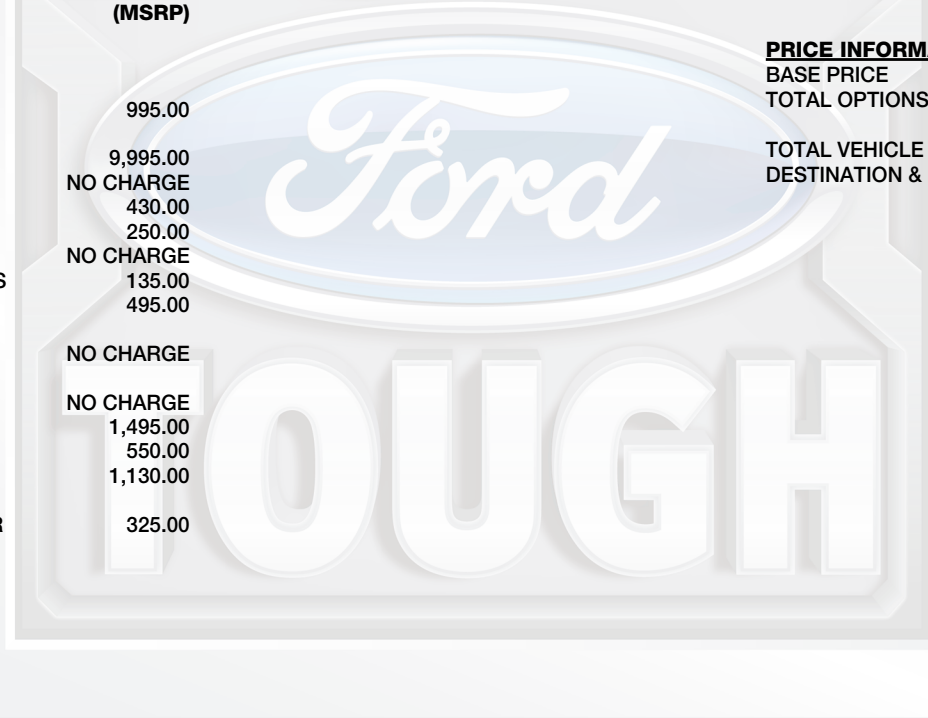 (MSRP)
995.00
9,995.00
NO CHARGE
430.00
250.00
NO CHARGE
S 135.00
495.00
NO CHARGE
NO CHARGE
1,495.00
550.00
1,130.00
R 325.00
PRICE INFORMA
BASE PRICE
TOTAL OPTIONS
TOTAL VEHICLE
DESTINATION &
Ford
TOUGH